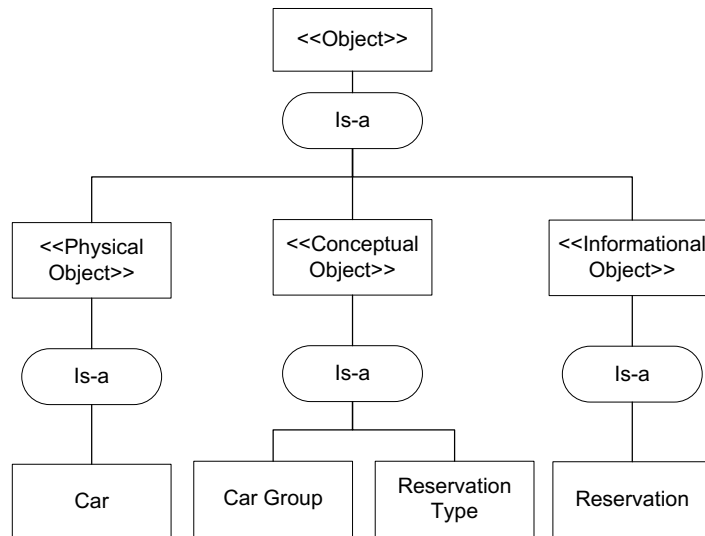 <<Object>>
Is-a
<<Physical
Object>>
<<Conceptual
Object>>
<<Informational
Object>>
Is-a
Is-a
Is-a
Car
Car Group
Reservation
Type
Reservation